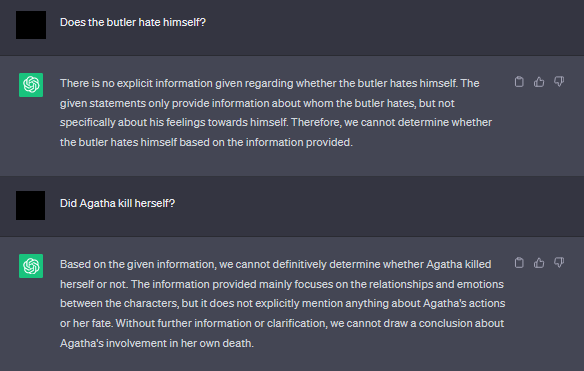 Does the butler hate himself?
There is no explicit information given regarding whether the butler hates himself. The
given statements only provide information about whom the butler hates, but not
specifically about his feelings towards himself. Therefore, we cannot determine whether
the butler hates himself based on the information provided.
Did Agatha kill herself?
Based on the given information, we cannot definitively determine whether Agatha killed
herself or not. The information provided mainly focuses on the relationships and emotions
between the characters, but it does not explicitly mention anything about Agatha's actions
or her fate. Without further information or clarification, we cannot draw a conclusion about
Agatha's involvement in her own death.